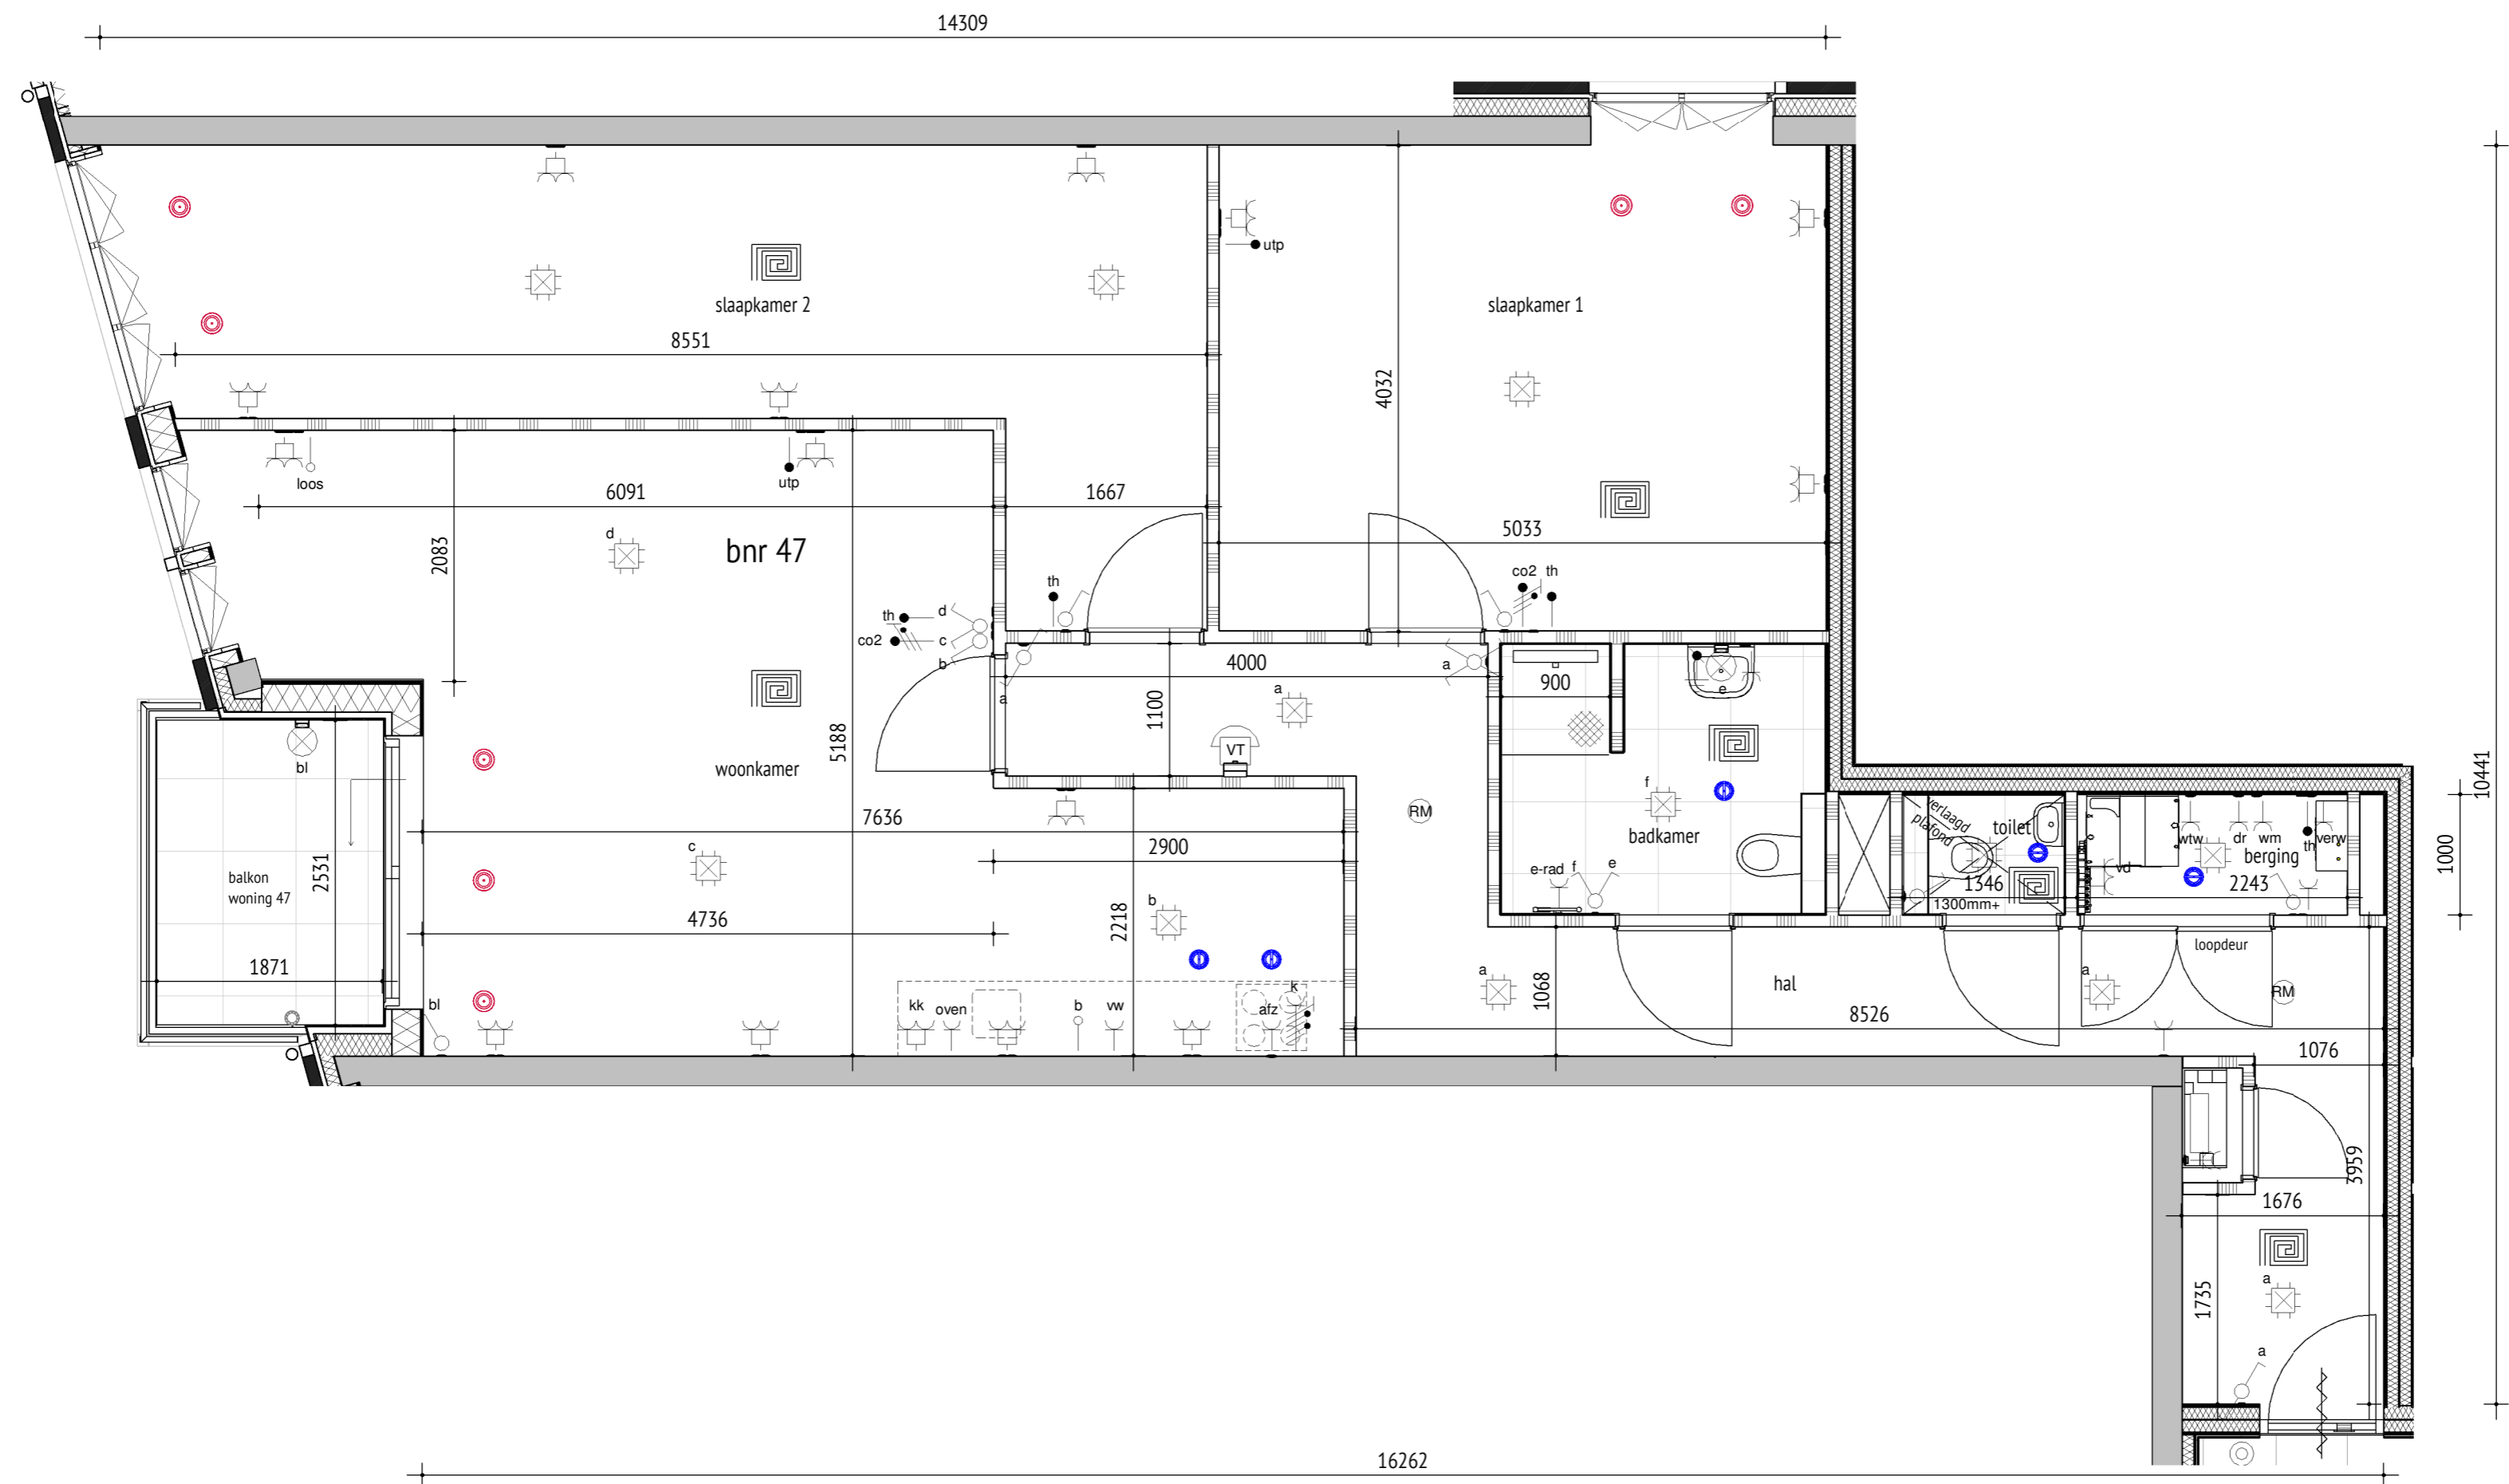 14309
utp
slaapkamer 2
slaapkamer 1
8551
4032
loos
utp
6091
1667
5033
2083
d
bnr 47
th
co2 th
th
d
co2
c
b
a
4000
a
a
900
e
1100
VT
5188
woonkamer
bl
10441
7636
RM
f
badkamer
verlaagd
plafond
toilet
wtw
dr
wm
th
verw
berging
1000
2900
c
balkon
woning 47
2531
e-rad
f
e
vd
1346
2243
1300mm+
b
2218
4736
loopdeur
1871
a
1068
hal
a
RM
bl
kk
oven
b
vw
afz
k
8526
1076
3959
1676
1735
a
a
16262